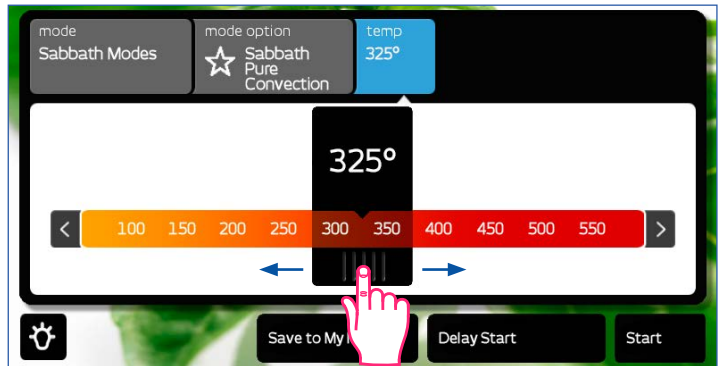 mode
Sabbath Modes
mode option
Sabbath
Pure
Convection
temp
325°
325°
< 100 150 200 250 300 350 400 450 500 550 >
Save to My
Delay Start
Start